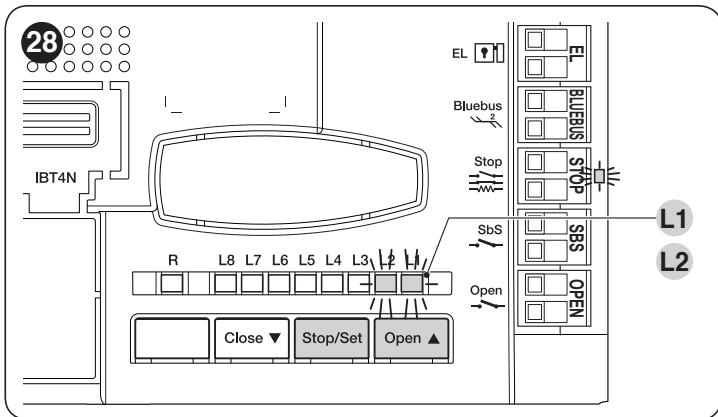 28
EL
EL
Bluebus
2
BLUEBUS
IBT4N
Stop
STOP
SbS
SBS
L1
L2
R L8 L7 L6 L5 L4 L3 L2 L1
Open
OPEN
Close ▼ Stop/Set Open ▲